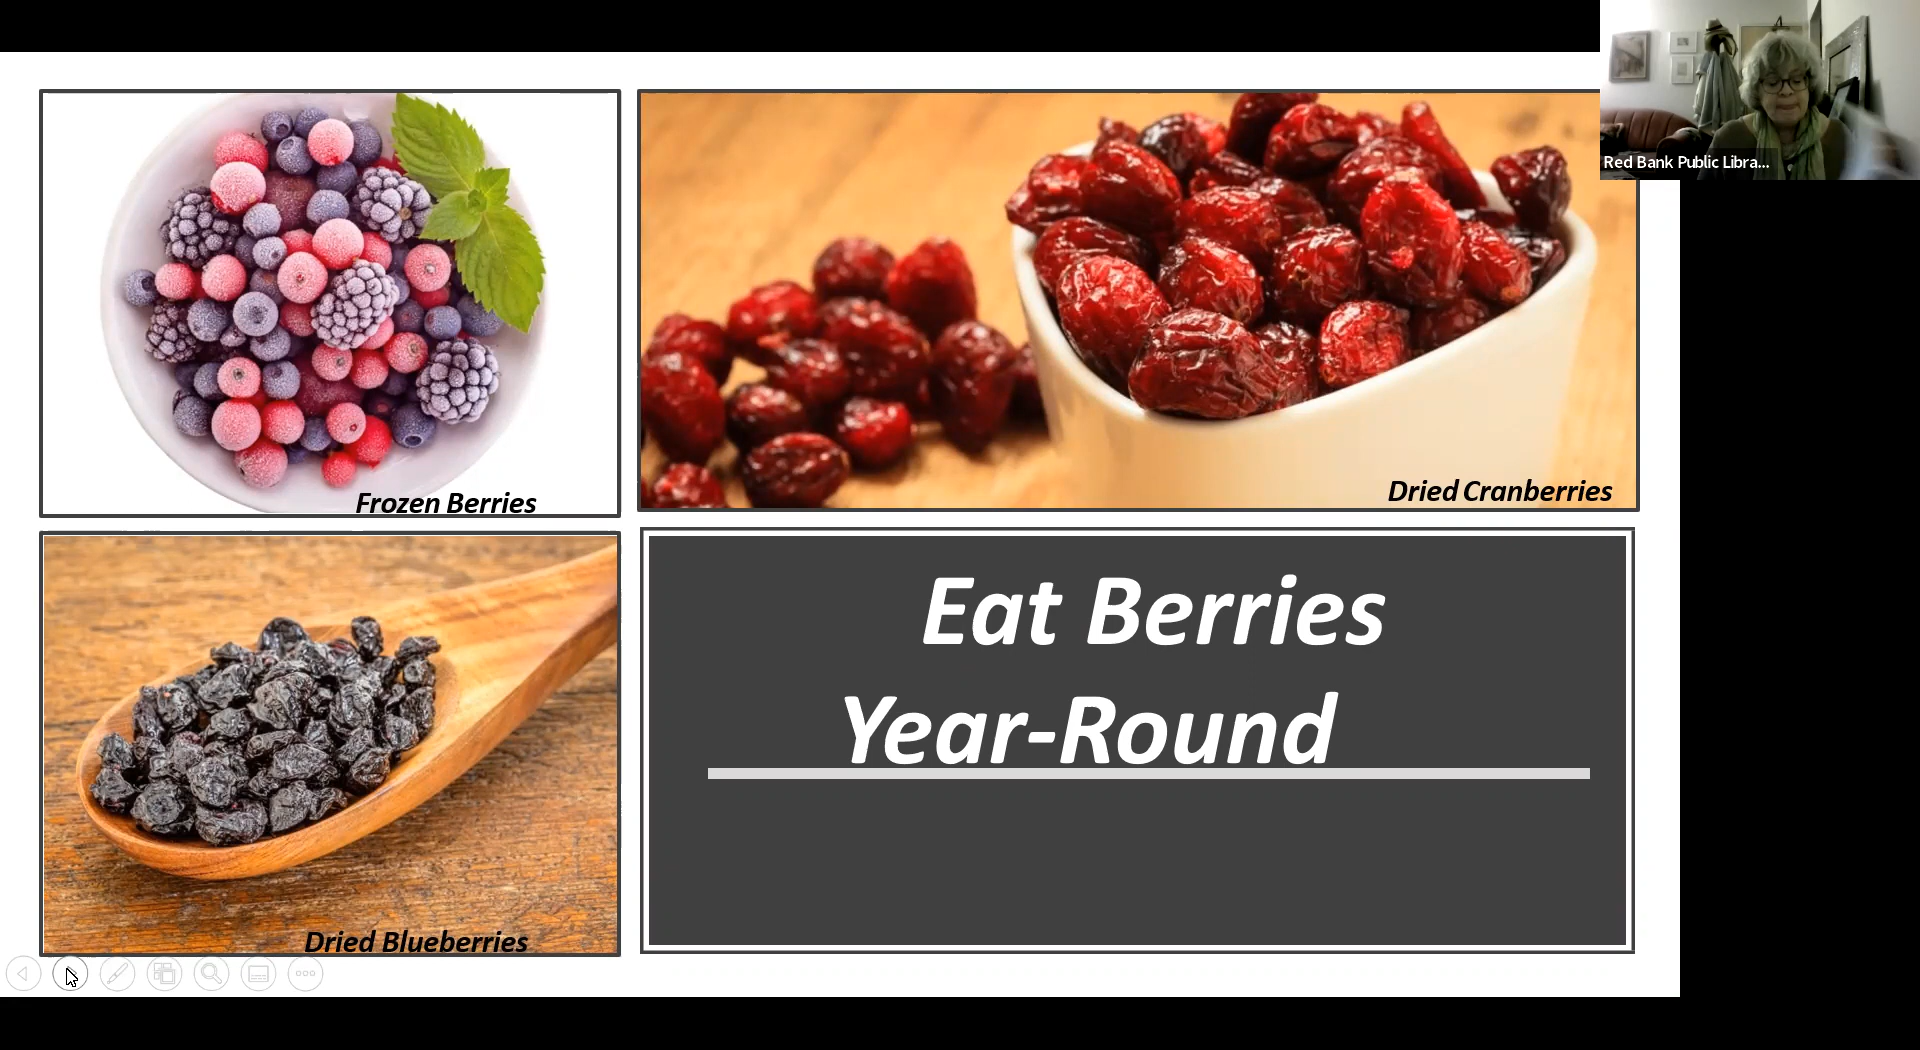 Red Bank Public Libra...
Frozen Berries
Dried Cranberries
Dried Blueberries
Eat Berries
Year-Round